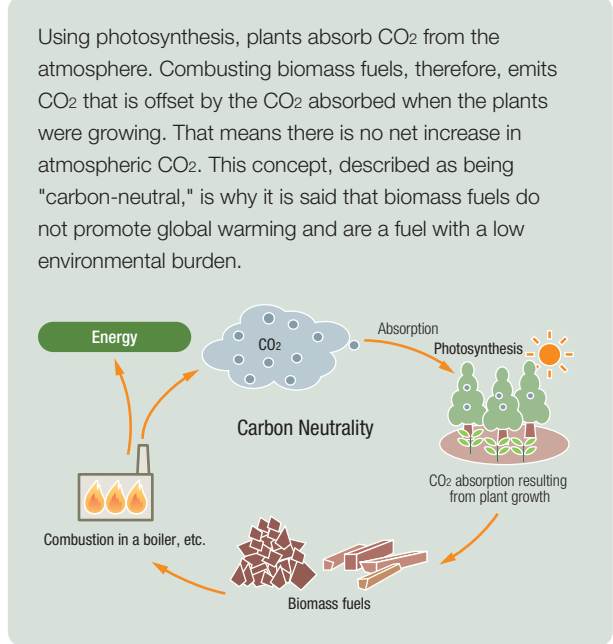 Using photosynthesis, plants absorb CO2 from the
atmosphere. Combusting biomass fuels, therefore, emits
CO2 that is offset by the CO2 absorbed when the plants
were growing. That means there is no net increase in
atmospheric CO2. This concept, described as being
"carbon-neutral," is why it is said that biomass fuels do
not promote global warming and are a fuel with a low
environmental burden.
Energy
CO2
Absorption
Photosynthesis
Carbon Neutrality
CO2 absorption resulting
from plant growth
Combustion in a boiler, etc.
Biomass fuels